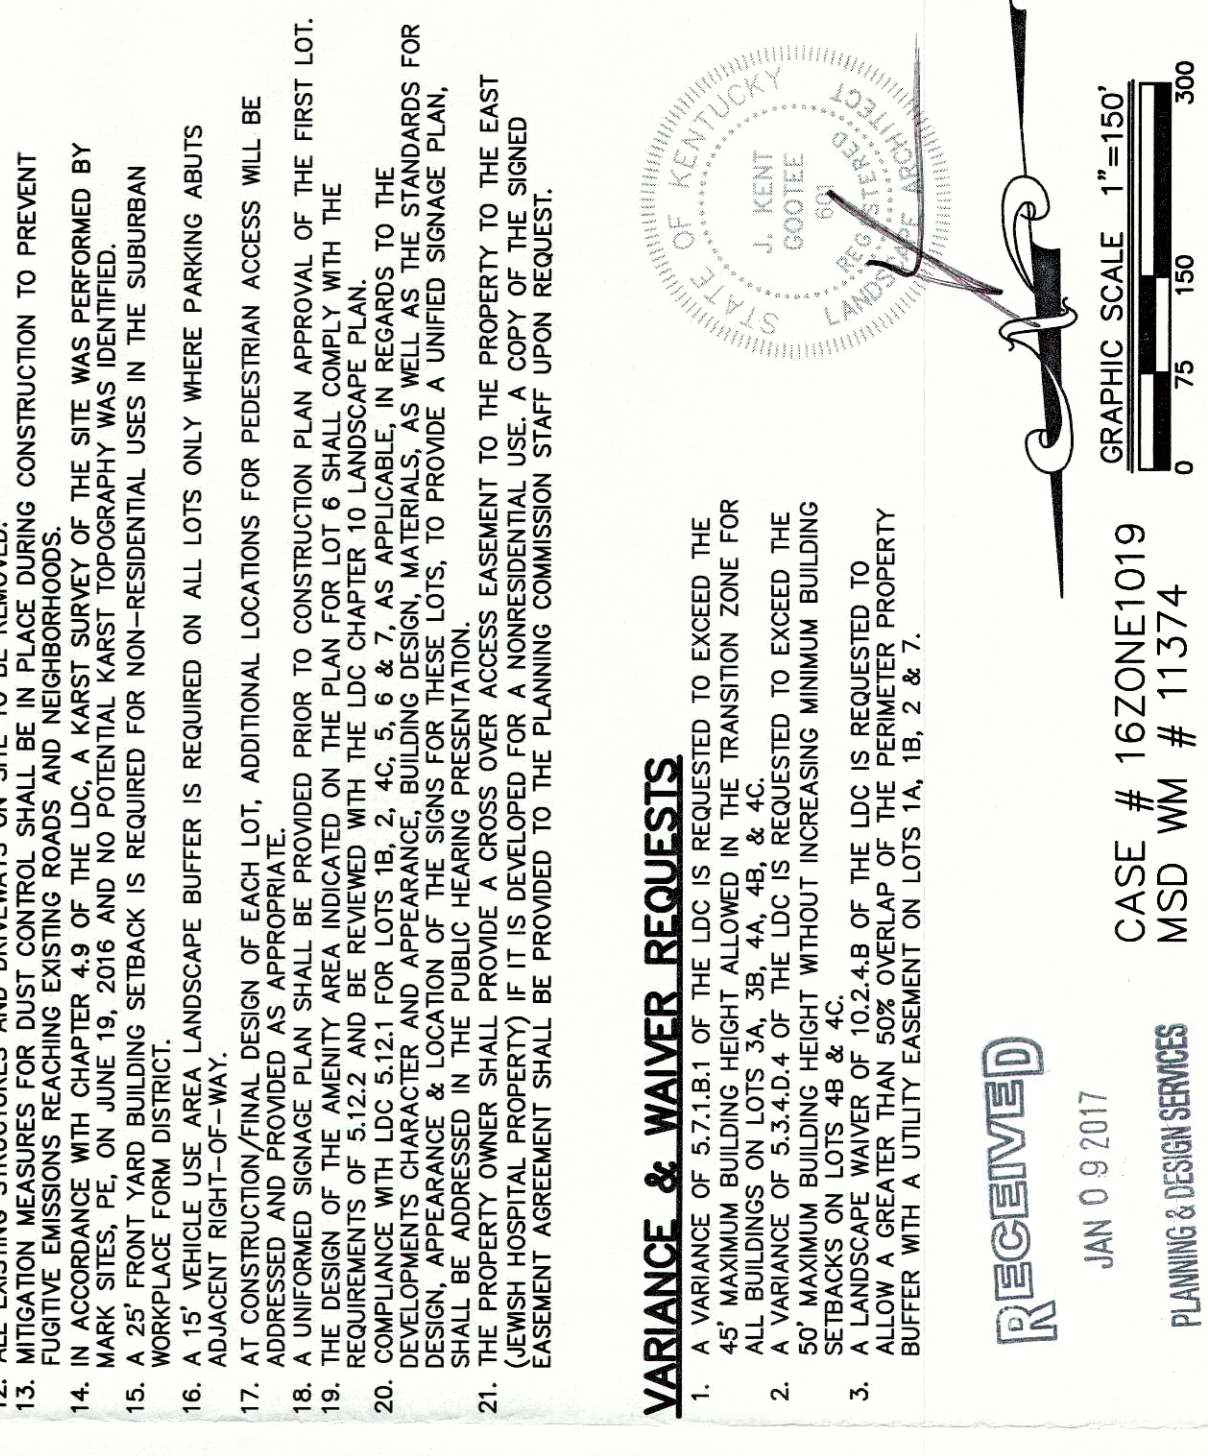 12. ALL EXISTING STRUCTURES AND DRIVEWAYS ON SITE TO BE REMOVED.
13. MITIGATION MEASURES FOR DUST CONTROL SHALL BE IN PLACE DURING CONSTRUCTION TO PREVENT
FUGITIVE EMISSIONS REACHING EXISTING ROADS AND NEIGHBORHOODS.
14. IN ACCORDANCE WITH CHAPTER 4.9 OF THE LDC, A KARST SURVEY OF THE SITE WAS PERFORMED BY
MARK SITES, PE, ON JUNE 19, 2016 AND NO POTENTIAL KARST TOPOGRAPHY WAS IDENTIFIED.
15. A 25' FRONT YARD BUILDING SETBACK IS REQUIRED FOR NON-RESIDENTIAL USES IN THE SUBURBAN
WORKPLACE FORM DISTRICT.
16. A 15' VEHICLE USE AREA LANDSCAPE BUFFER IS REQUIRED ON ALL LOTS ONLY WHERE PARKING ABUTS
ADJACENT RIGHT-OF-WAY.
17. AT CONSTRUCTION/FINAL DESIGN OF EACH LOT, ADDITIONAL LOCATIONS FOR PEDESTRIAN ACCESS WILL BE
ADDRESSED AND PROVIDED AS APPROPRIATE.
18. A UNIFORMED SIGNAGE PLAN SHALL BE PROVIDED PRIOR TO CONSTRUCTION PLAN APPROVAL OF THE FIRST LOT.
19. THE DESIGN OF THE AMENITY AREA INDICATED ON THE PLAN FOR LOT 6 SHALL COMPLY WITH THE
REQUIREMENTS OF 5.12.2 AND BE REVIEWED WITH THE LDC CHAPTER 10 LANDSCAPE PLAN.
20. COMPLIANCE WITH LDC 5.12.1 FOR LOTS 1B, 2, 4C, 5, 6 & 7, AS APPLICABLE, IN REGARDS TO THE
DEVELOPMENTS CHARACTER AND APPEARANCE, BUILDING DESIGN, MATERIALS, AS WELL AS THE STANDARDS FOR
DESIGN, APPEARANCE & LOCATION OF THE SIGNS FOR THESE LOTS, TO PROVIDE A UNIFIED SIGNAGE PLAN,
SHALL BE ADDRESSED IN THE PUBLIC HEARING PRESENTATION.
21. THE PROPERTY OWNER SHALL PROVIDE A CROSS OVER ACCESS EASEMENT TO THE PROPERTY TO THE EAST
(JEWISH HOSPITAL PROPERTY) IF IT IS DEVELOPED FOR A NONRESIDENTIAL USE. A COPY OF THE SIGNED
EASEMENT AGREEMENT SHALL BE PROVIDED TO THE PLANNING COMMISSION STAFF UPON REQUEST.
VARIANCE & WAIVER REQUESTS
1. A VARIANCE OF 5.7.1.B.1 OF THE LDC IS REQUESTED TO EXCEED THE
45' MAXIMUM BUILDING HEIGHT ALLOWED IN THE TRANSITION ZONE FOR
ALL BUILDINGS ON LOTS 3A, 3B, 4A, 4B, & 4C.
2. A VARIANCE OF 5.3.4.D.4 OF THE LDC IS REQUESTED TO EXCEED THE
50' MAXIMUM BUILDING HEIGHT WITHOUT INCREASING MINIMUM BUILDING
SETBACKS ON LOTS 4B & 4C.
3. A LANDSCAPE WAIVER OF 10.2.4.B OF THE LDC IS REQUESTED TO
ALLOW A GREATER THAN 50% OVERLAP OF THE PERIMETER PROPERTY
BUFFER WITH A UTILITY EASEMENT ON LOTS 1A, 1B, 2 & 7.
STATE OF KENTUCKY
J. KENT
GOOTEE
601
REGISTERED
LANDSCAPE ARCHITECT
RECEIVED
JAN 09 2017
PLANNING & DESIGN SERVICES
CASE # 16ZONE1019
MSD WM # 11374
GRAPHIC SCALE 1"=150'
0 75 150 300